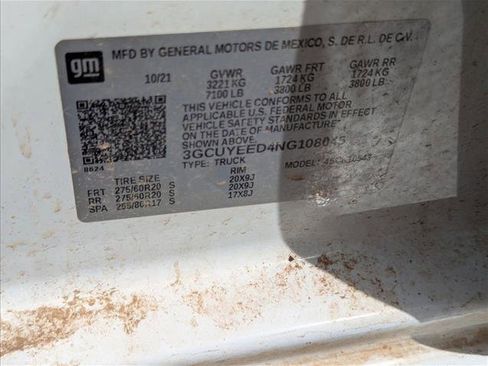 gm
MFD BY GENERAL MOTORS DE MEXICO, S. DE R.L. DE C.V.
10/21 GVWR GAWR FRT GAWR RR
3221 KG 1724 KG 1724 KG
7100 LB 3800 LB 3800 LB
THIS VEHICLE CONFORMS TO ALL
APPLICABLE U.S. FEDERAL MOTOR
VEHICLE SAFETY STANDARDS IN EFFECT
ON THE DATE OF MANUFACTURE
3GCUYEED4NG108045
TYPE: TRUCK MODEL:
8624
TIRE SIZE RIM
FRT 275/60R20 S 20X9J
RR 275/60R20 S 20X9J
SPA 255/80R17 S 17X8J